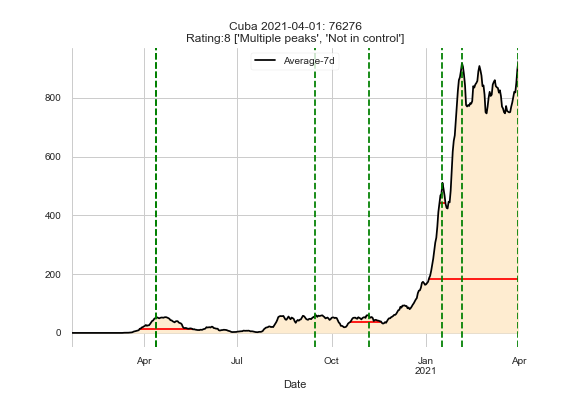 Cuba 2021-04-01: 76276
Rating:8 ['Multiple peaks', 'Not in control']
Average-7d
800
600
400
200
0
Apr Jul Oct Jan Apr
2021
Date